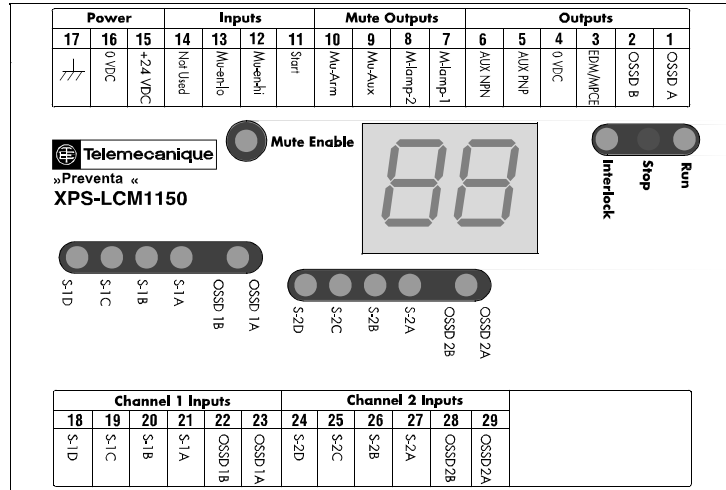 Power Inputs Mute Outputs Outputs
17 16 15 14 13 12 11 10 9 8 7 6 5 4 3 2 1
0 VDC
+24 VDC
Not Used
Mu-en-lo
Mu-en-hi
Start
Mu-Arm
Mu-Aux
M-lamp-2
M-lamp-1
AUX NPN
AUX PNP
0 VDC
EDM/MPCE
OSSD B
OSSD A
Telemecanique
»Preventa «
XPS-LCM1150
Mute Enable
88
Interlock
Stop
Run
S-1D
S-1C
S-1B
S-1A
OSSD 1B
OSSD 1A
S-2D
S-2C
S-2B
S-2A
OSSD 2B
OSSD 2A
Channel 1 Inputs Channel 2 Inputs
18 19 20 21 22 23 24 25 26 27 28 29
S-1D
S-1C
S-1B
S-1A
OSSD1B
OSSD1A
S-2D
S-2C
S-2B
S-2A
OSSD2B
OSSD2A